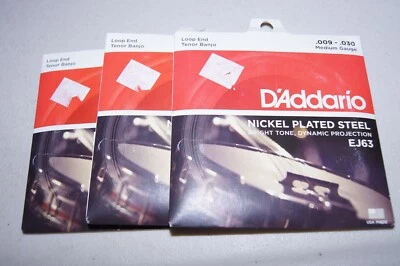 Loop End
Tenor Banjo
Loop End
Tenor Banjo
Loop End
Tenor Banjo
.009 - .030
Medium Gauge
D'Addario
NICKEL PLATED STEEL
BRIGHT TONE, DYNAMIC PROJECTION
EJ63